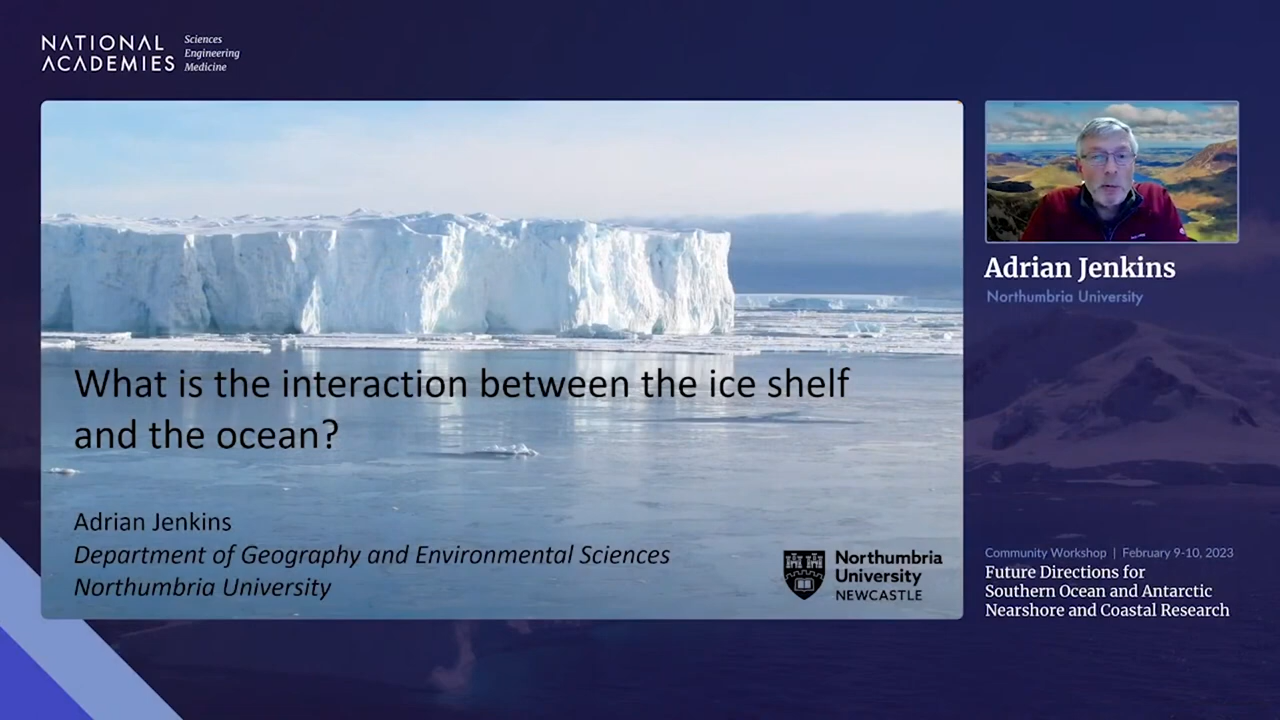 NATIONAL
ACADEMIES
Sciences
Engineering
Medicine
What is the interaction between the ice shelf
and the ocean?
Adrian Jenkins
Department of Geography and Environmental Sciences
Northumbria University
Northumbria
University
NEWCASTLE
Adrian Jenkins
Northumbria University
Community Workshop | February 9-10, 2023
Future Directions for
Southern Ocean and Antarctic
Nearshore and Coastal Research